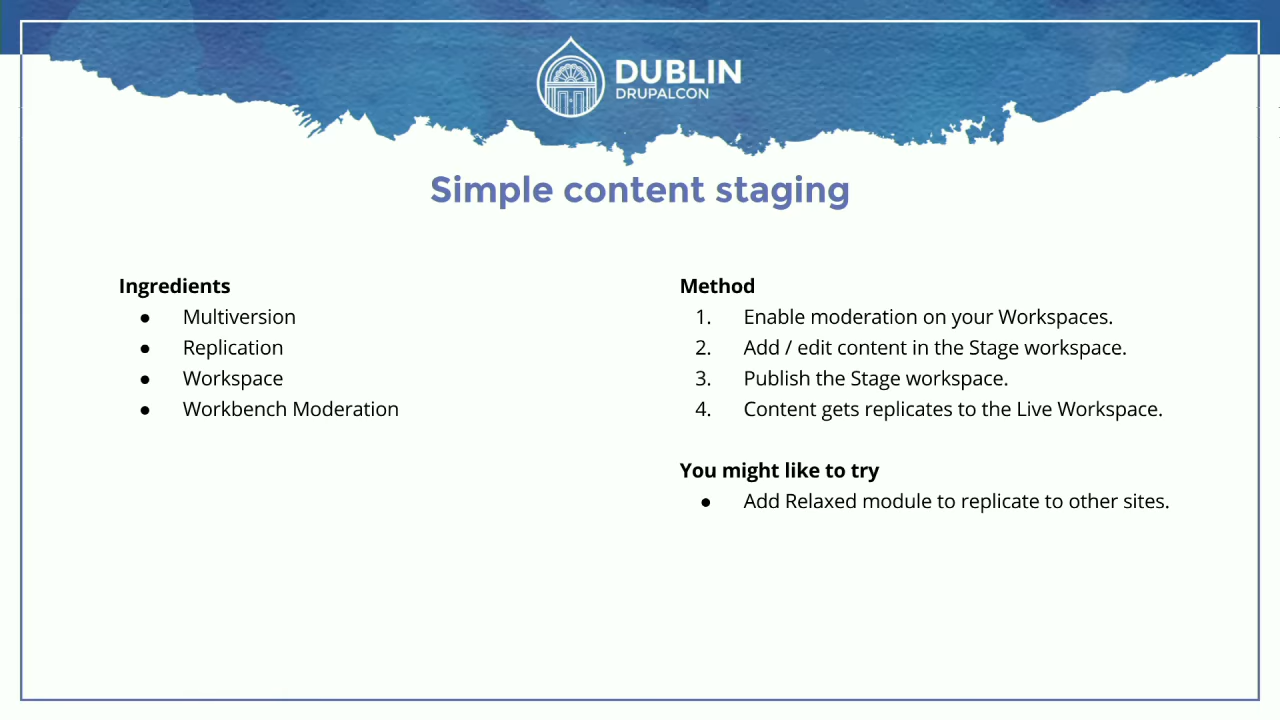 DUBLIN
DRUPALCON
Simple content staging
Ingredients
● Multiversion
● Replication
● Workspace
● Workbench Moderation
Method
1. Enable moderation on your Workspaces.
2. Add / edit content in the Stage workspace.
3. Publish the Stage workspace.
4. Content gets replicates to the Live Workspace.
You might like to try
● Add Relaxed module to replicate to other sites.